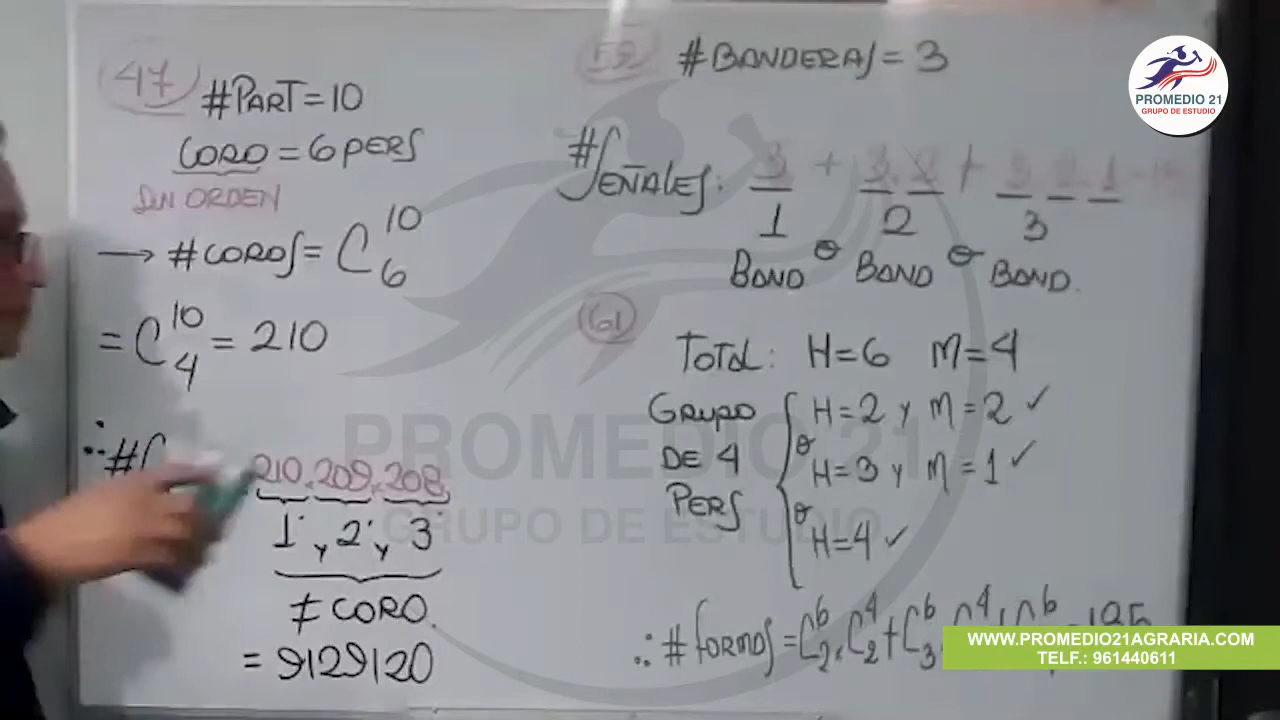 47
#PART=10
CORO = 6 PERS
SIN ORDEN
→ #COROS= C 10 6
= C 10 4 = 210
∴ #C
210.209.208
1°, y 2°, y 3°
≠ CORO.
= 9129120
59
#BANDERAS = 3
#SEÑALES: 3 + 3.2 + 3.2.1
1 2 3
BAND o BAND o BAND.
61
TOTAL: H=6 M=4
GRUPO DE 4 PERS
H=2 y M=2 ✓
o
H=3 y M=1 ✓
o
H=4 ✓
∴ #FORMAS = C 6 2 . C 4 2 + C 6 3
PROMEDIO 21
GRUPO DE ESTUDIO
PROMEDIO 21
GRUPO DE ESTUDIO
WWW.PROMEDIO21AGRARIA.COM
TELF.: 961440611